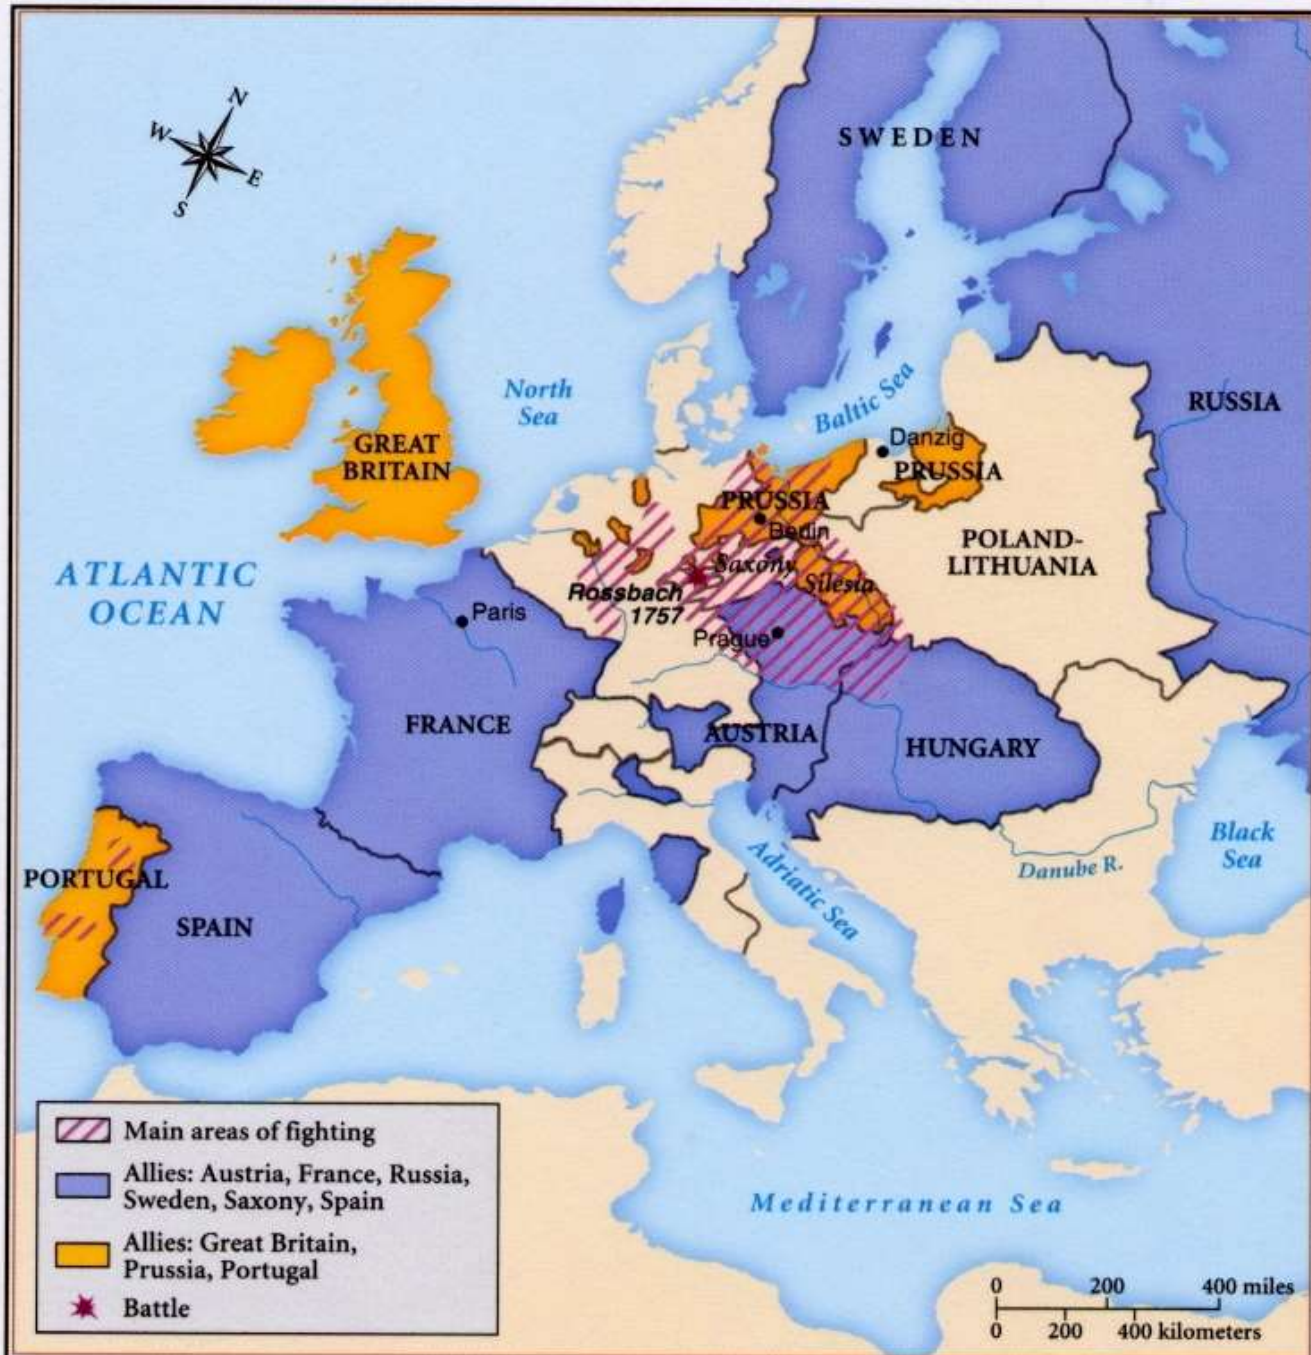 N
W
E
S
SWEDEN
RUSSIA
North
Sea
Baltic Sea
Danzig
PRUSSIA
GREAT
BRITAIN
PRUSSIA
Bedin
POLAND-
LITHUANIA
ATLANTIC
OCEAN
Saxony
Silesia
Rossbach
1757
Paris
Prague
FRANCE
AUSTRIA
HUNGARY
Black
Sea
Adriatic Sea
Danube R.
PORTUGAL
SPAIN
Main areas of fighting
Allies: Austria, France, Russia,
Sweden, Saxony, Spain
Allies: Great Britain,
Prussia, Portugal
Battle
Mediterranean Sea
0 200 400 miles
0 200 400 kilometers